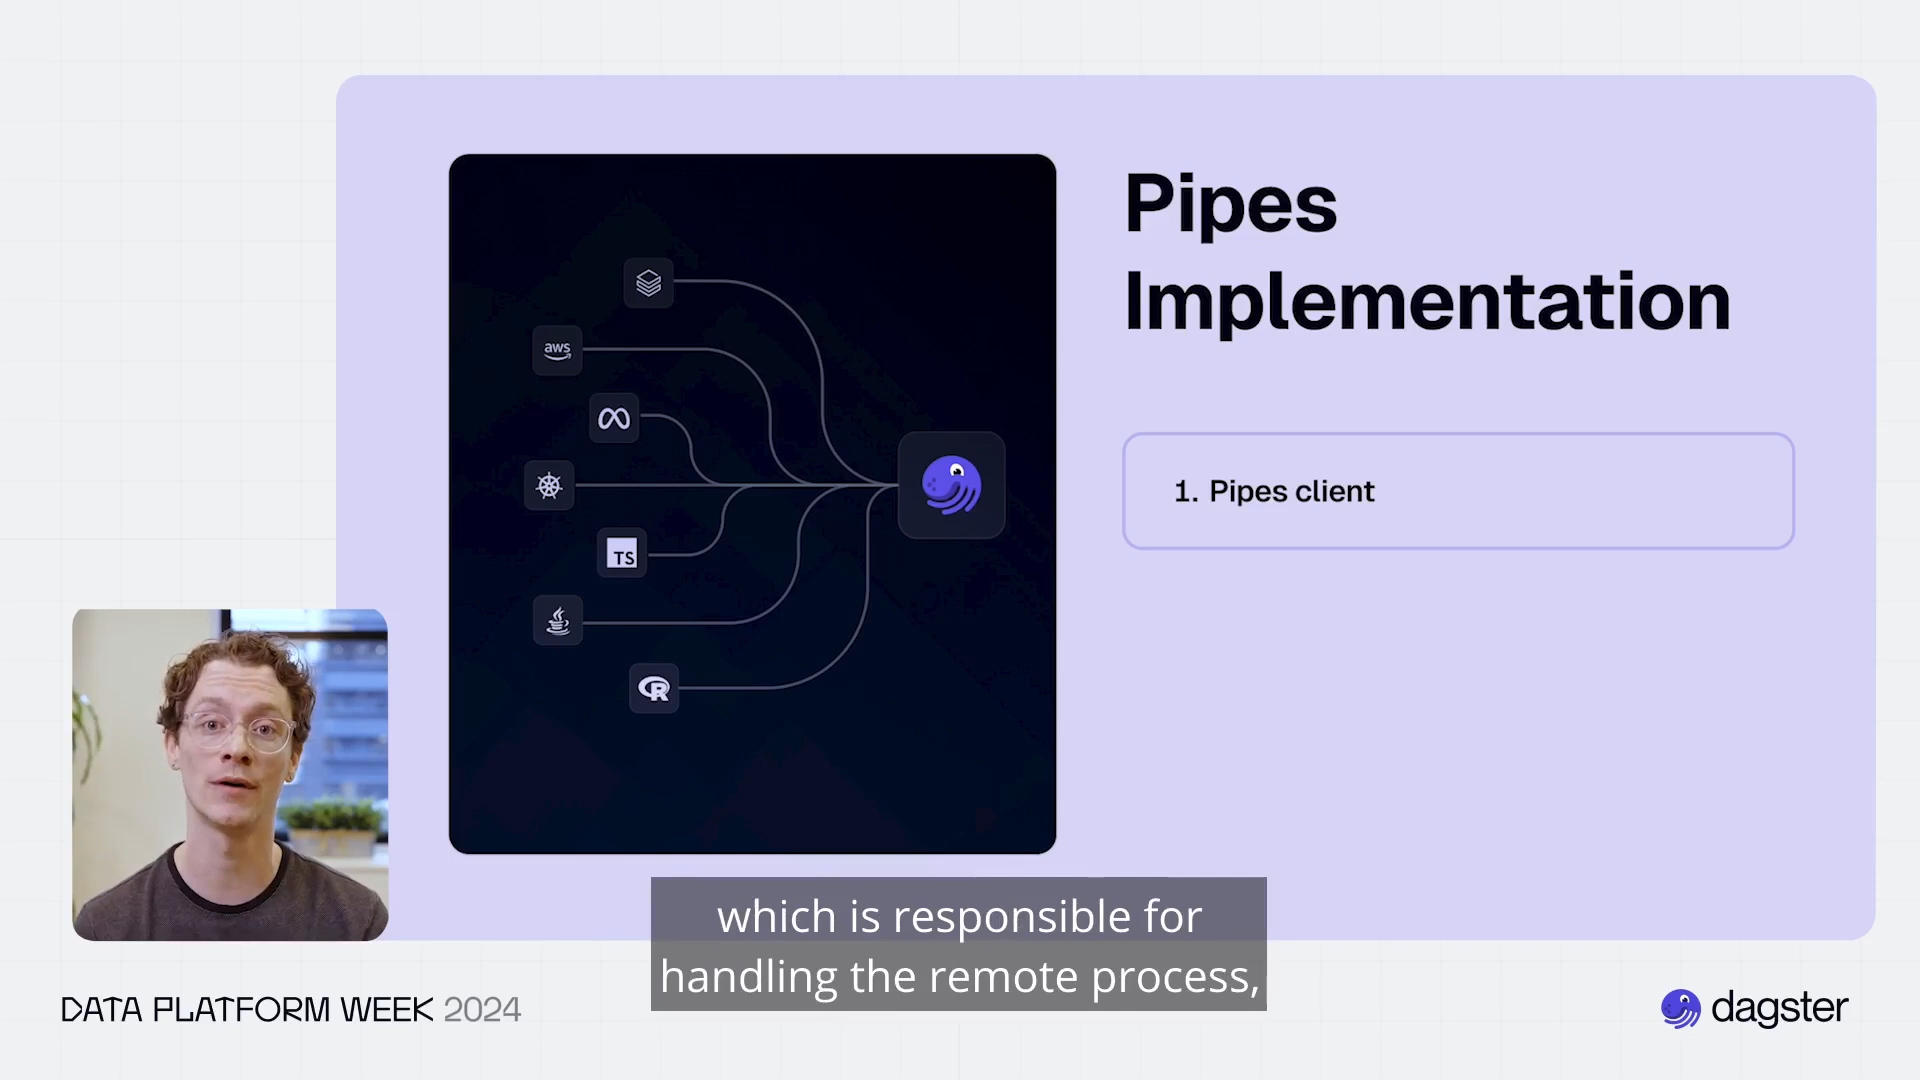 Pipes
Implementation
aws
TS
R
1. Pipes client
which is responsible for
handling the remote process,
DATA PLATFORM WEEK 2024
dagster